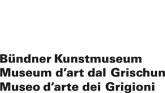 Bündner Kunstmuseum
Museum d'art dal Grischun
Museo d'arte dei Grigioni